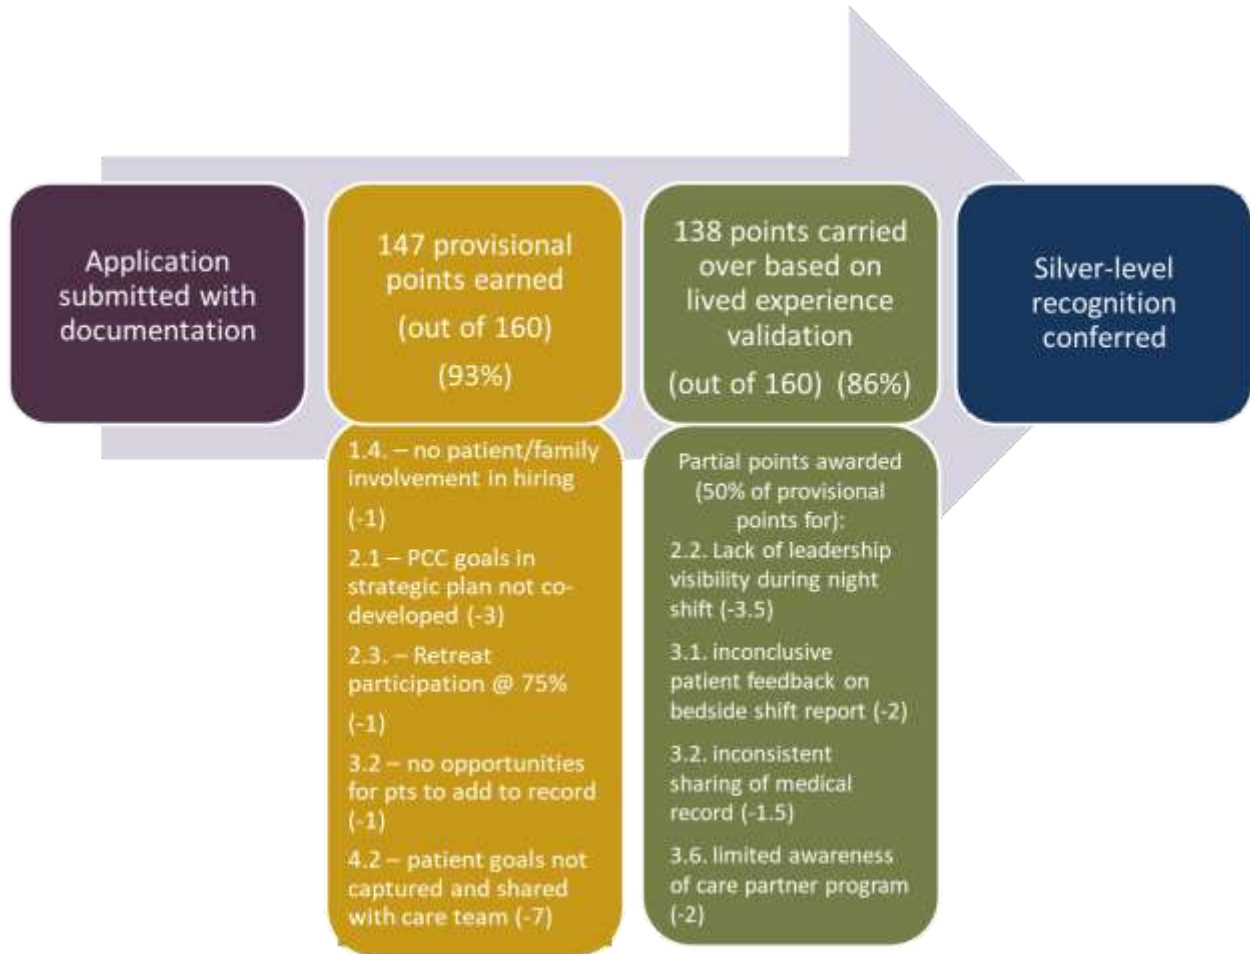 Application
submitted with
documentation
147 provisional
points earned
(out of 160)
(93%)
1.4. – no patient/family
involvement in hiring
(-1)
2.1 – PCC goals in
strategic plan not co-
developed (-3)
2.3. – Retreat
participation @ 75%
(-1)
3.2 – no opportunities
for pts to add to record
(-1)
4.2 – patient goals not
captured and shared
with care team (-7)
138 points carried
over based on
lived experience
validation
(out of 160) (86%)
Partial points awarded
(50% of provisional
points for):
2.2. Lack of leadership
visibility during night
shift (-3.5)
3.1. inconclusive
patient feedback on
bedside shift report (-2)
3.2. inconsistent
sharing of medical
record (-1.5)
3.6. limited awareness
of care partner program
(-2)
Silver-level
recognition
conferred